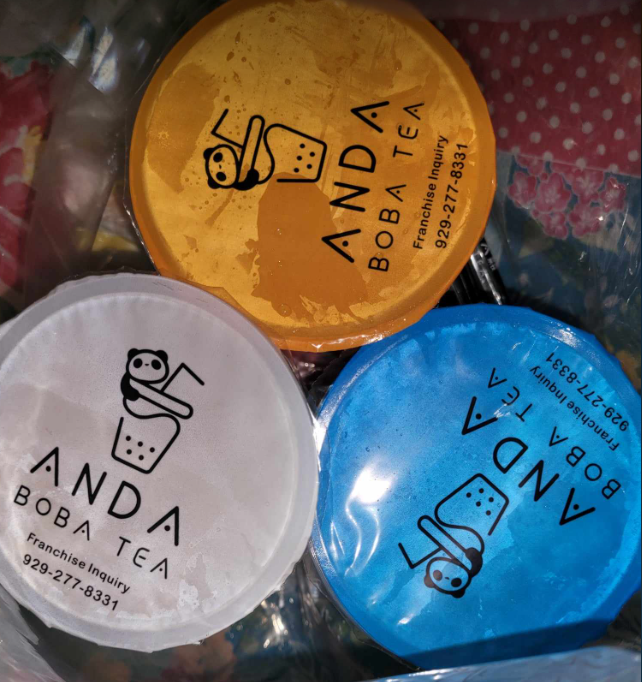 ANDA
BOBA TEA
Franchise Inquiry
929-277-8331
ANDA
BOBA TEA
Franchise Inquiry
929-277-8331
ANDA
BOBA TEA
Franchise Inquiry
929-277-8331